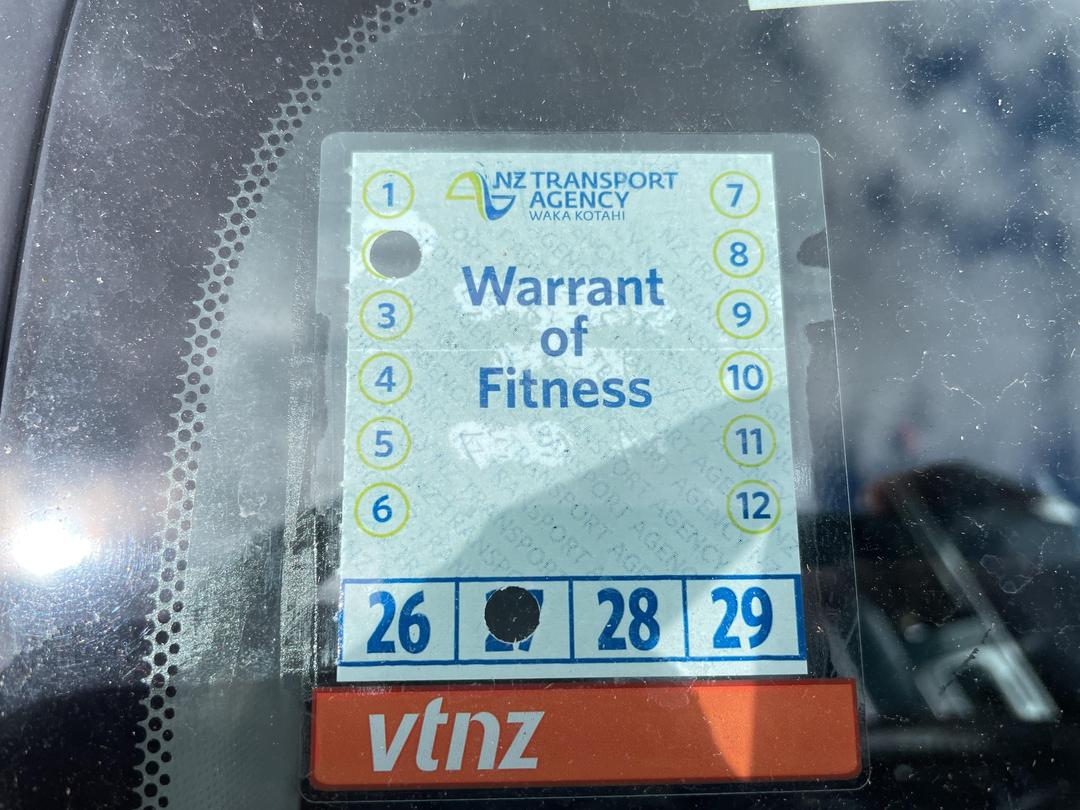 NZ TRANSPORT
AGENCY
WAKA KOTAHI
Warrant
of
Fitness
1
3
4
5
6
7
8
9
10
11
12
26 28 29
vtnz